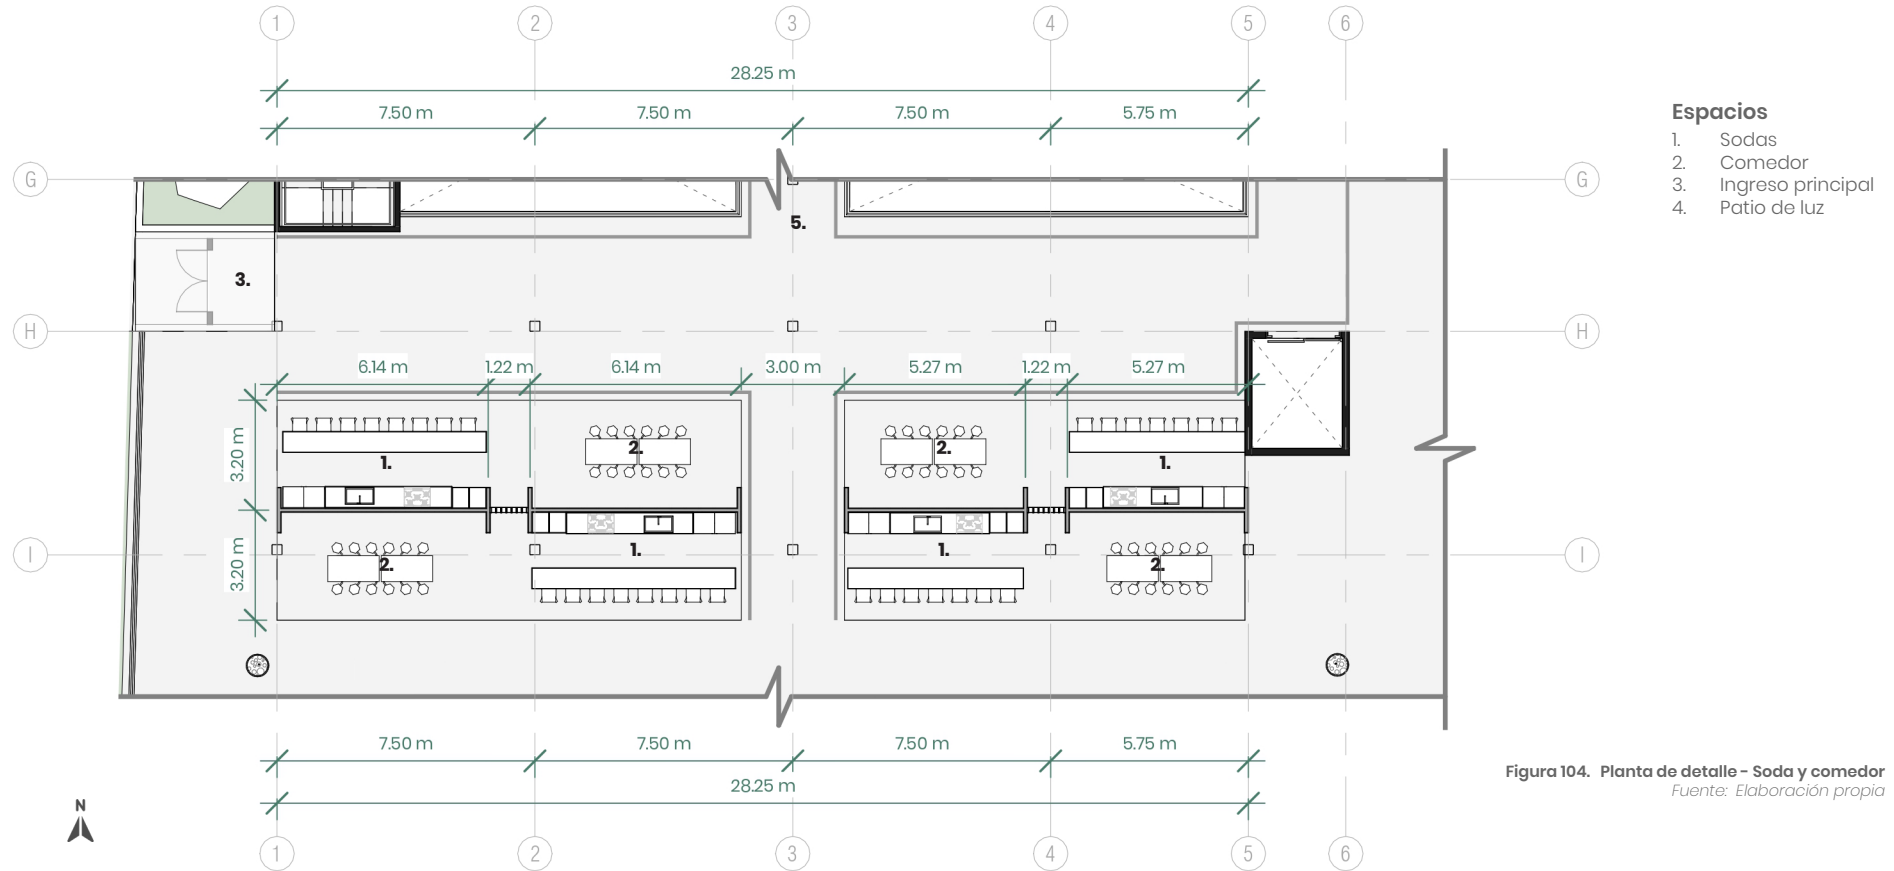 1 2 3 4 5 6
28.25 m
7.50 m 7.50 m 7.50 m 5.75 m
Espacios
1. Sodas
2. Comedor
3. Ingreso principal
4. Patio de luz
G G
5.
3.
H H
6.14 m 1.22 m 6.14 m 3.00 m 5.27 m 1.22 m 5.27 m
3.20 m
2. 2.
1. 1.
1. 1.
I I
3.20 m
2. 2.
7.50 m 7.50 m 7.50 m 5.75 m
28.25 m
Figura 104. Planta de detalle - Soda y comedor
Fuente: Elaboración propia
N
1 2 3 4 5 6